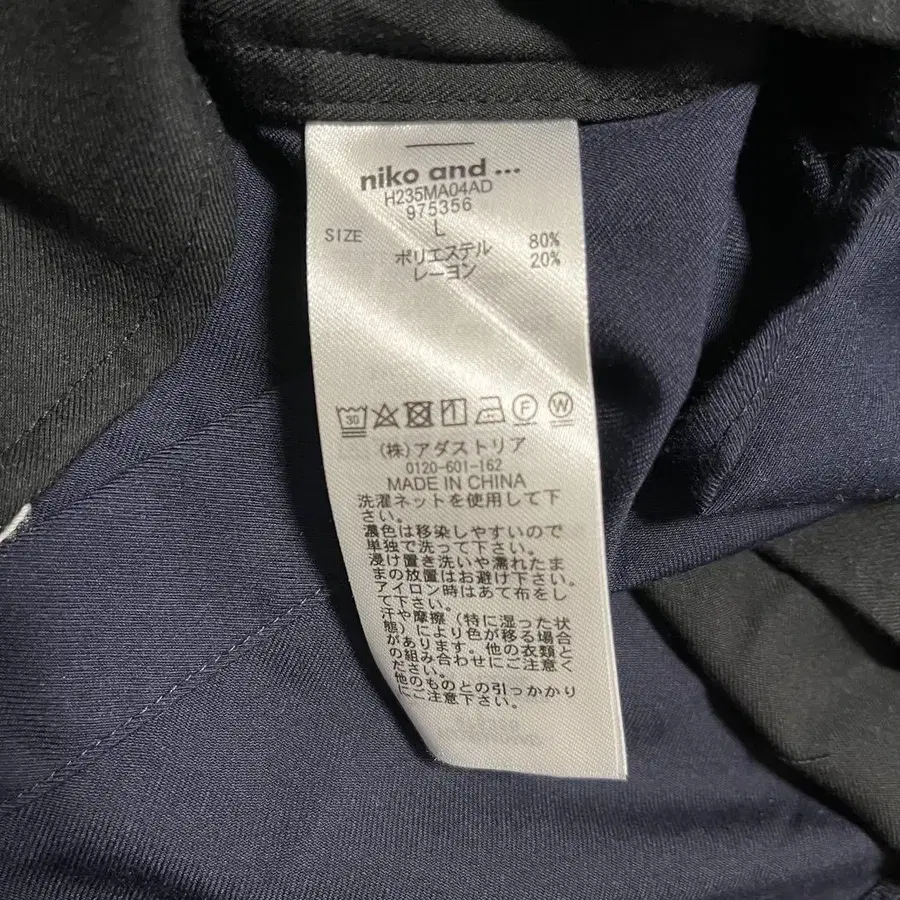 niko and ...
H235MA04AD
975356
SIZE L
ポリエステル 80%
レーヨン 20%
30 F W
(株)アダストリア
0120-601-162
MADE IN CHINA
洗濯ネットを使用して下
さい。
濃色は移染しやすいので
単独で洗って下さい。
浸け置き洗いや濡れたま
まの放置はお避け下さい。
アイロン時はあて布をし
て下さい。
汗や摩擦(特に湿った状
態)により色が移る場合
があります。他の衣類と
の組み合わせにご注意く
ださい。
他のものとの引っかかり
にご注意下さい。